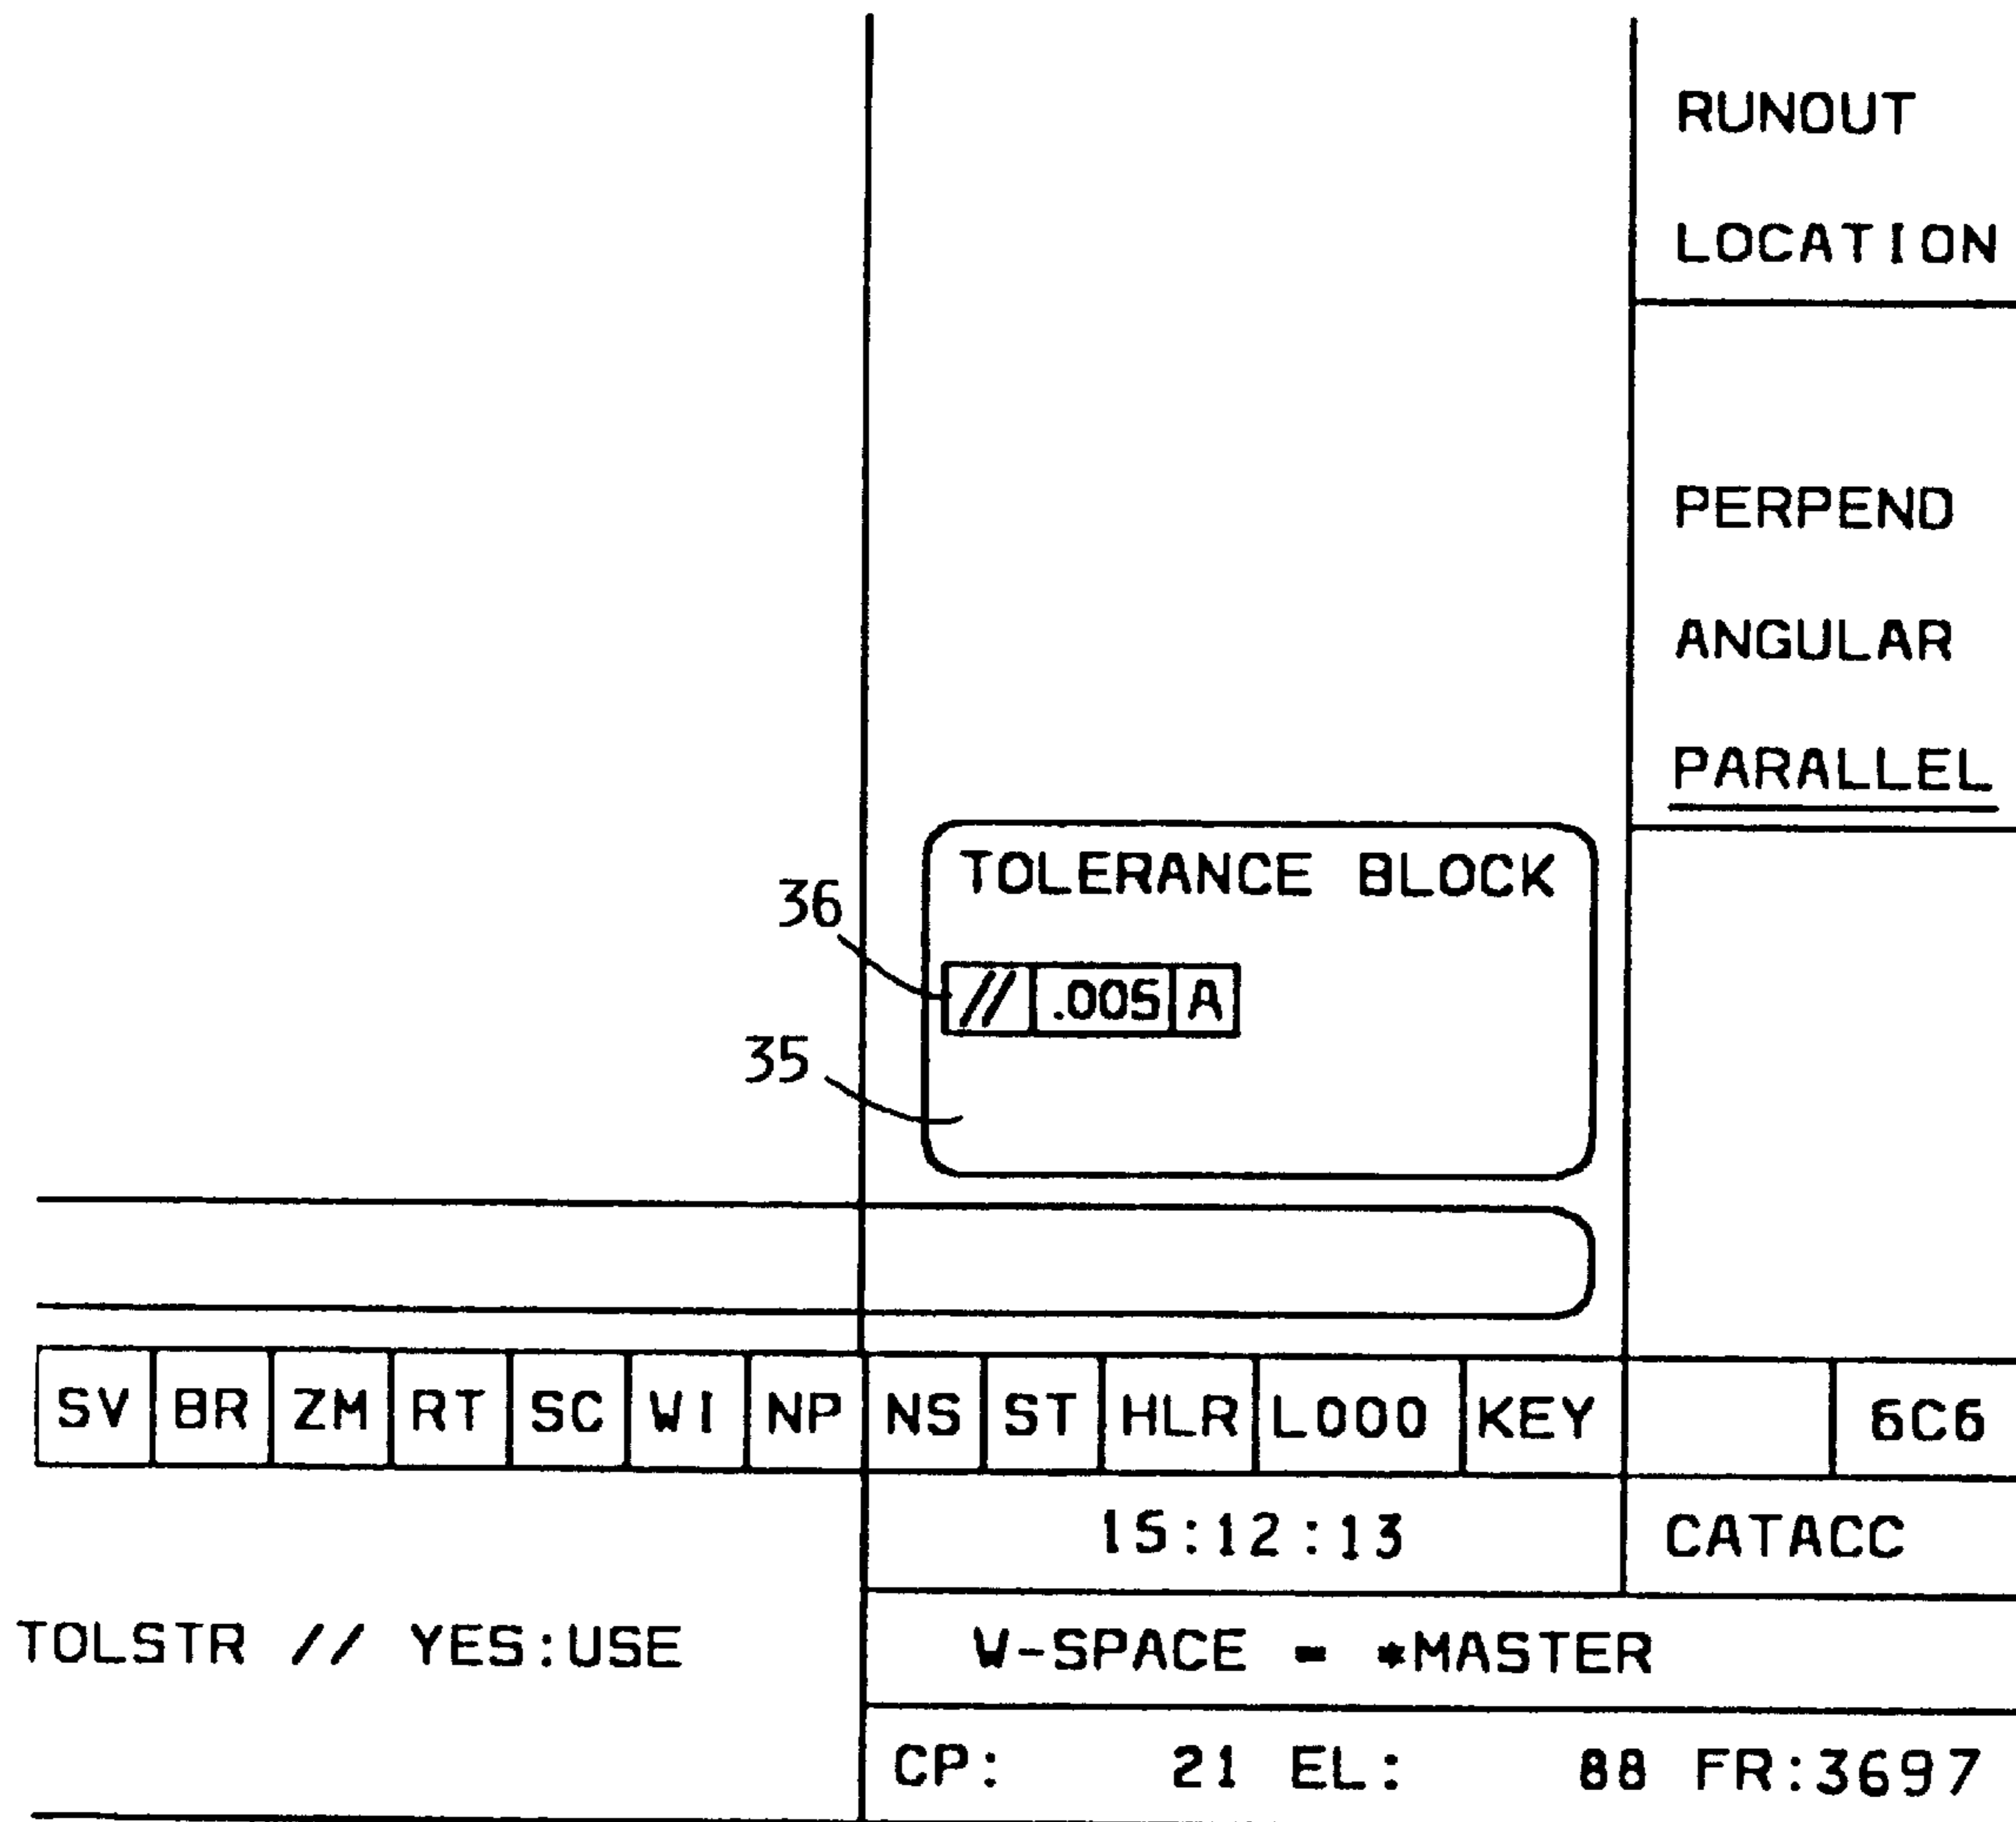 RUNOUT
LOCATION
PERPEND
ANGULAR
PARALLEL
TOLERANCE BLOCK
36
// .005 A
35
SV BR ZM RT SC WI NP NS ST HLR L000 KEY 6C6
15:12:13 CATACC
TOLSTR // YES:USE W-SPACE = *MASTER
CP: 21 EL: 88 FR:3697